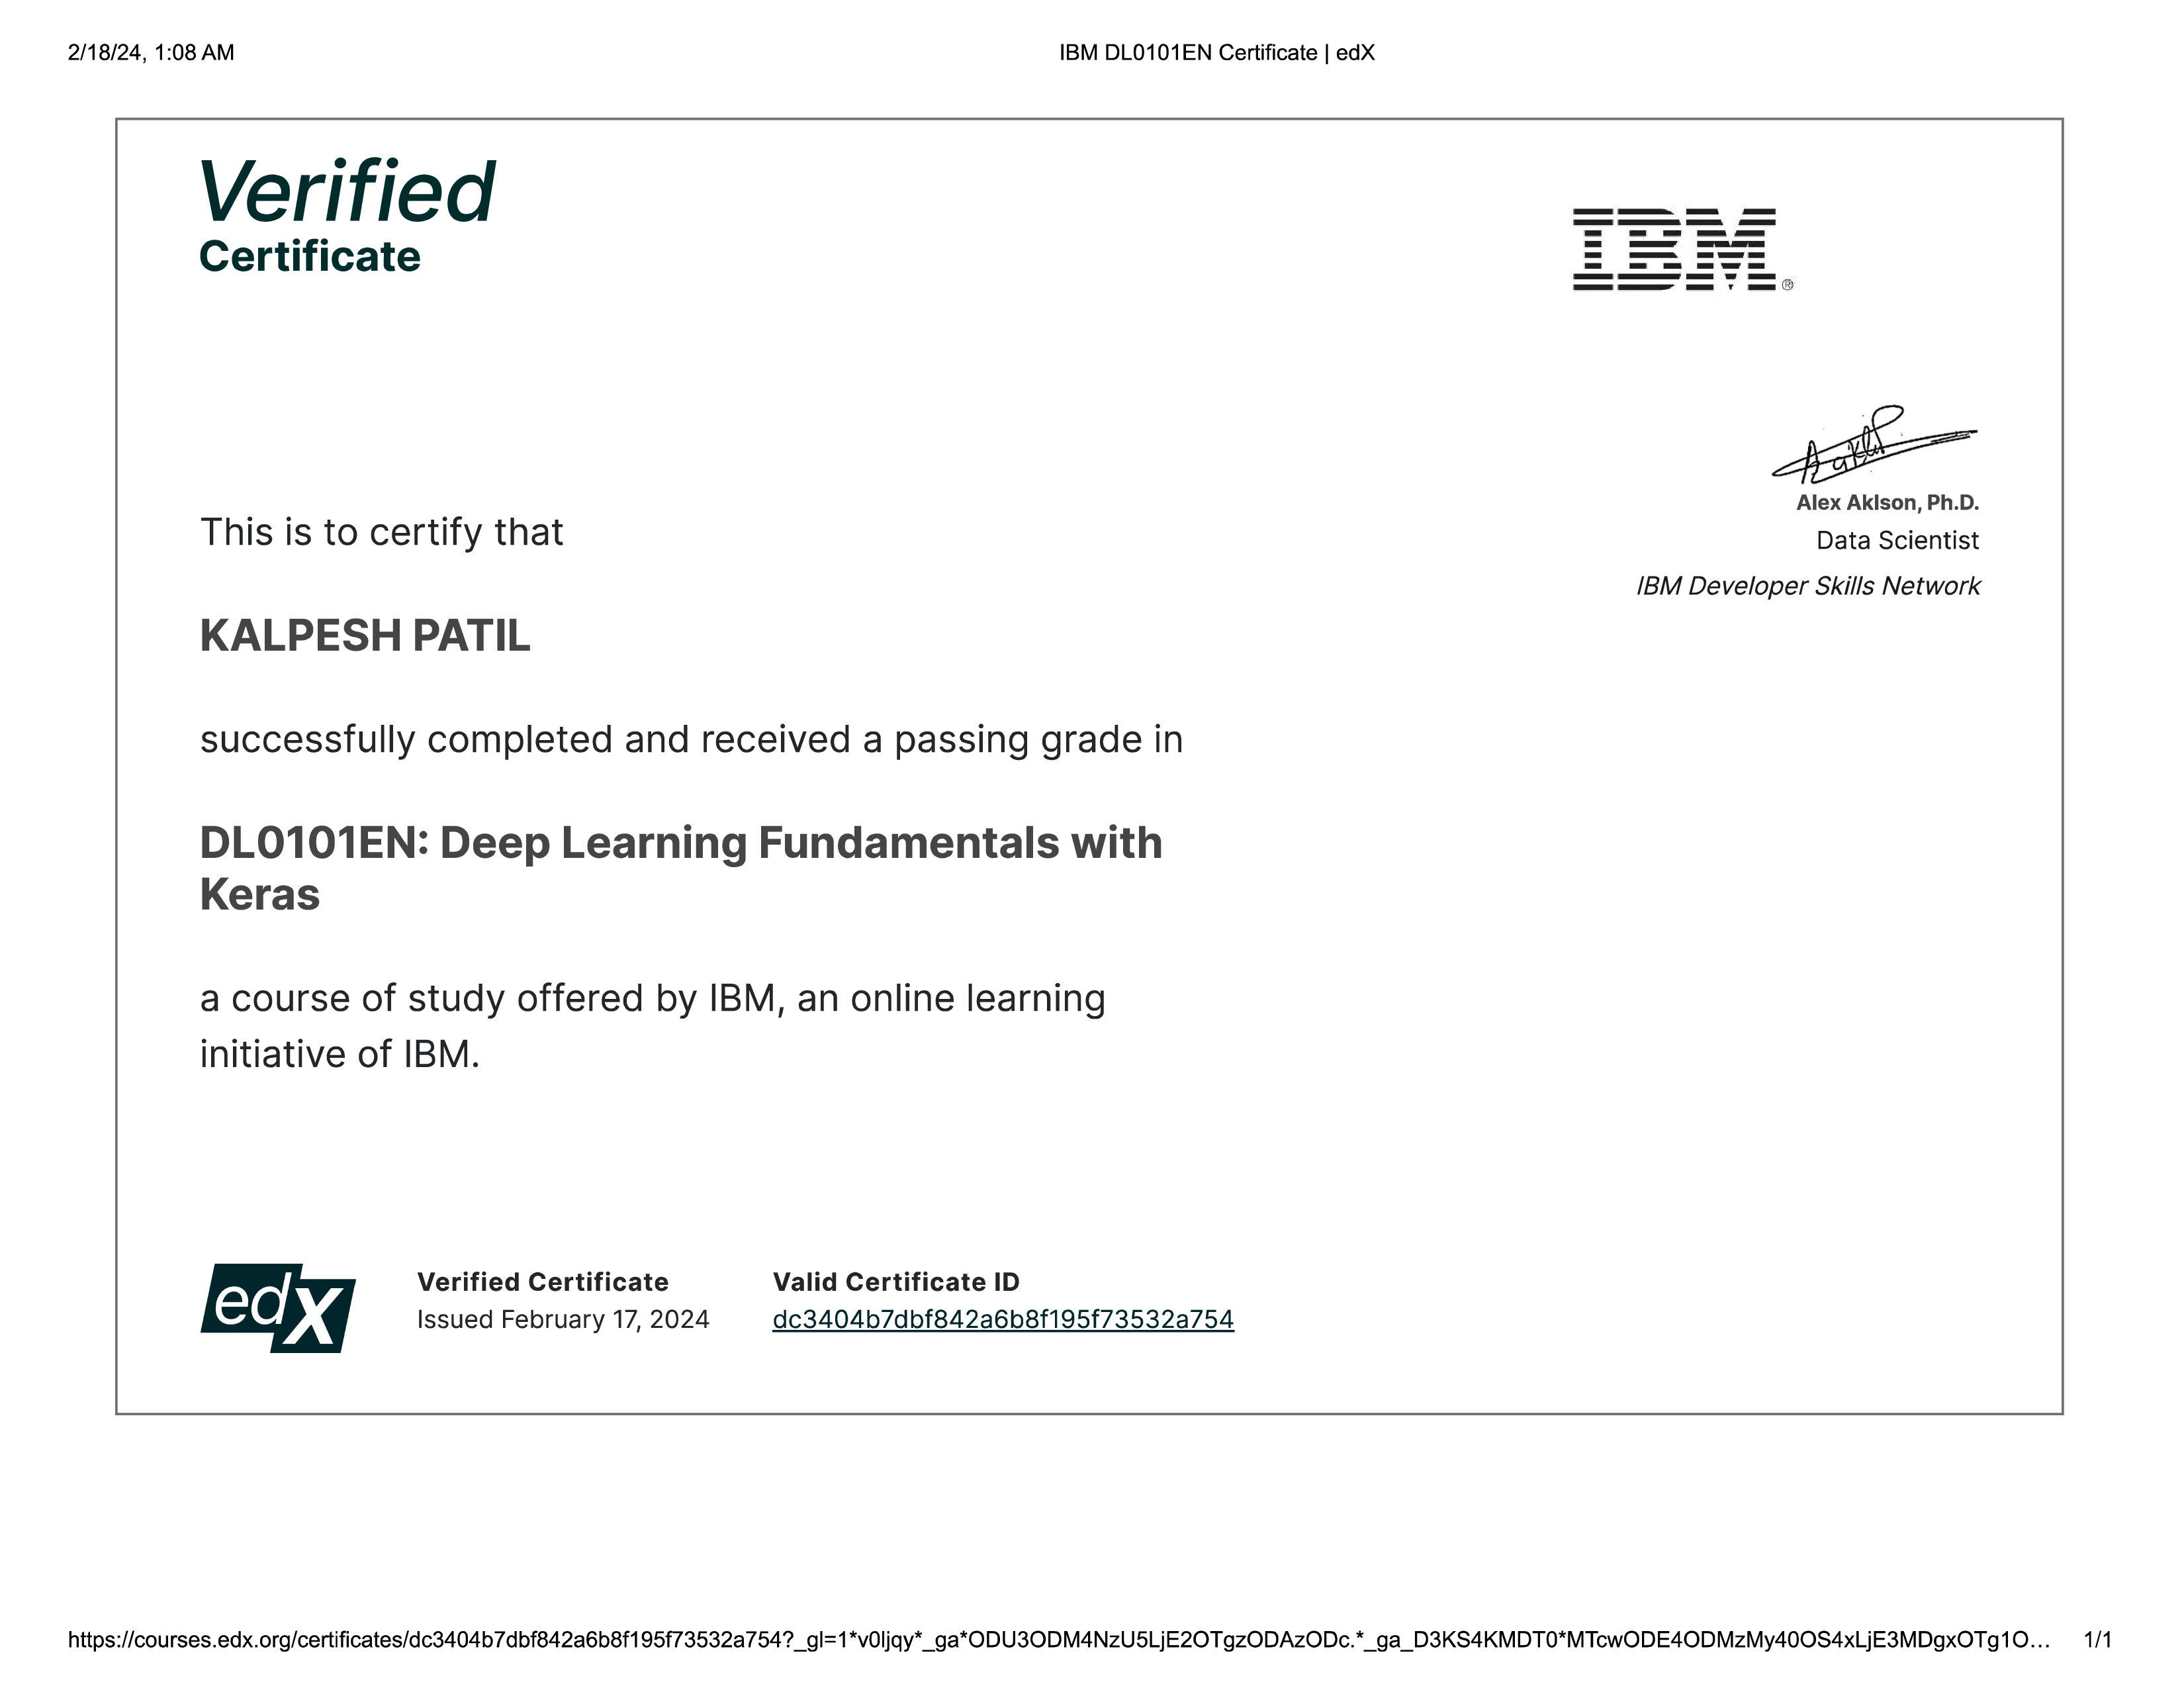 2/18/24, 1:08 AM
IBM DL0101EN Certificate | edX
Verified
Certificate
IBM®
Alex Aklson, Ph.D.
Data Scientist
IBM Developer Skills Network
This is to certify that
KALPESH PATIL
successfully completed and received a passing grade in
DL0101EN: Deep Learning Fundamentals with
Keras
a course of study offered by IBM, an online learning
initiative of IBM.
edX
Verified Certificate
Issued February 17, 2024
Valid Certificate ID
dc3404b7dbf842a6b8f195f73532a754
https://courses.edx.org/certificates/dc3404b7dbf842a6b8f195f73532a754?_gl=1*v0ljqy*_ga*ODU3ODM4NzU5LjE2OTgzODAzODc.*_ga_D3KS4KMDT0*MTcwODE4ODMzMy40OS4xLjE3MDgxOTg1O…
1/1